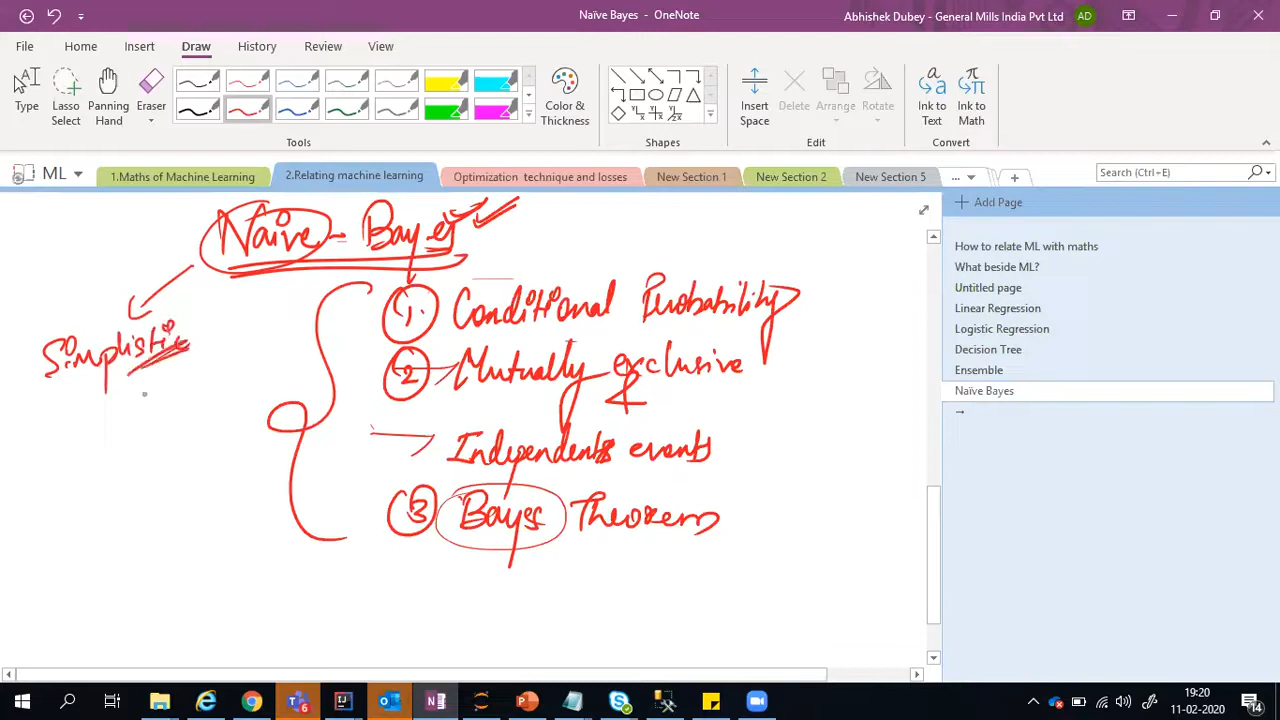 Naïve Bayes - OneNote
Abhishek Dubey - General Mills India Pvt Ltd AD
File Home Insert Draw History Review View
Type Lasso Select Panning Hand Eraser Color & Thickness Insert Space Delete Arrange Rotate Ink to Text Ink to Math
Tools Shapes Edit Convert
ML 1.Maths of Machine Learning 2.Relating machine learning Optimization technique and losses New Section 1 New Section 2 New Section 5 ... Search (Ctrl+E)
Add Page
How to relate ML with maths
What beside ML?
Untitled page
Linear Regression
Logistic Regression
Decision Tree
Ensemble
Naïve Bayes
→
Naive - Bayes
Simplistic
1. Conditional Probability
2 → Mutually exclusive
→ Independent events
3 Bayes Theorem
19:20
11-02-2020
14